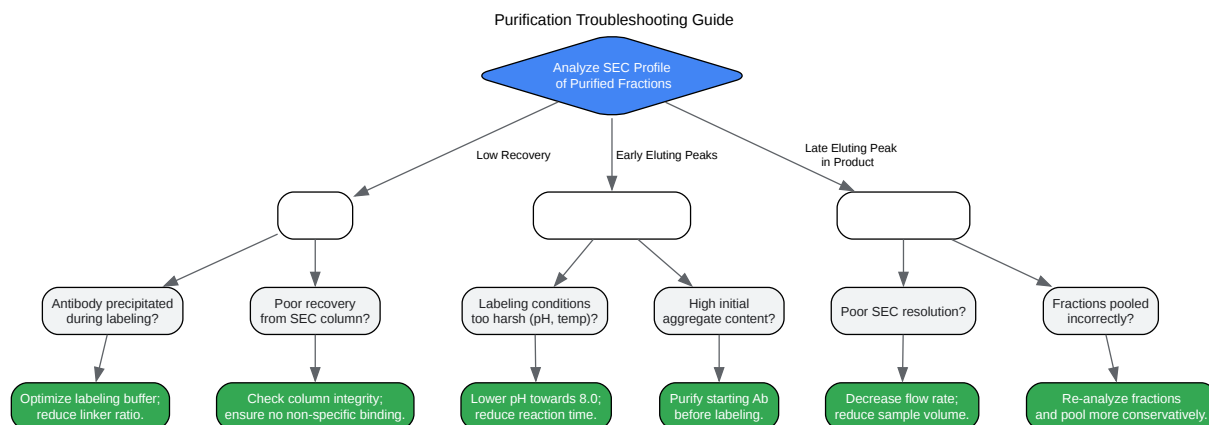 Purification Troubleshooting Guide
Analyze SEC Profile
of Purified Fractions
Low Recovery
Early Eluting Peaks
Late Eluting Peak
in Product
Antibody precipitated
during labeling?
Poor recovery
from SEC column?
Labeling conditions
too harsh (pH, temp)?
High initial
aggregate content?
Poor SEC resolution?
Fractions pooled
incorrectly?
Optimize labeling buffer;
reduce linker ratio.
Check column integrity;
ensure no non-specific binding.
Lower pH towards 8.0;
reduce reaction time.
Purify starting Ab
before labeling.
Decrease flow rate;
reduce sample volume.
Re-analyze fractions
and pool more conservatively.